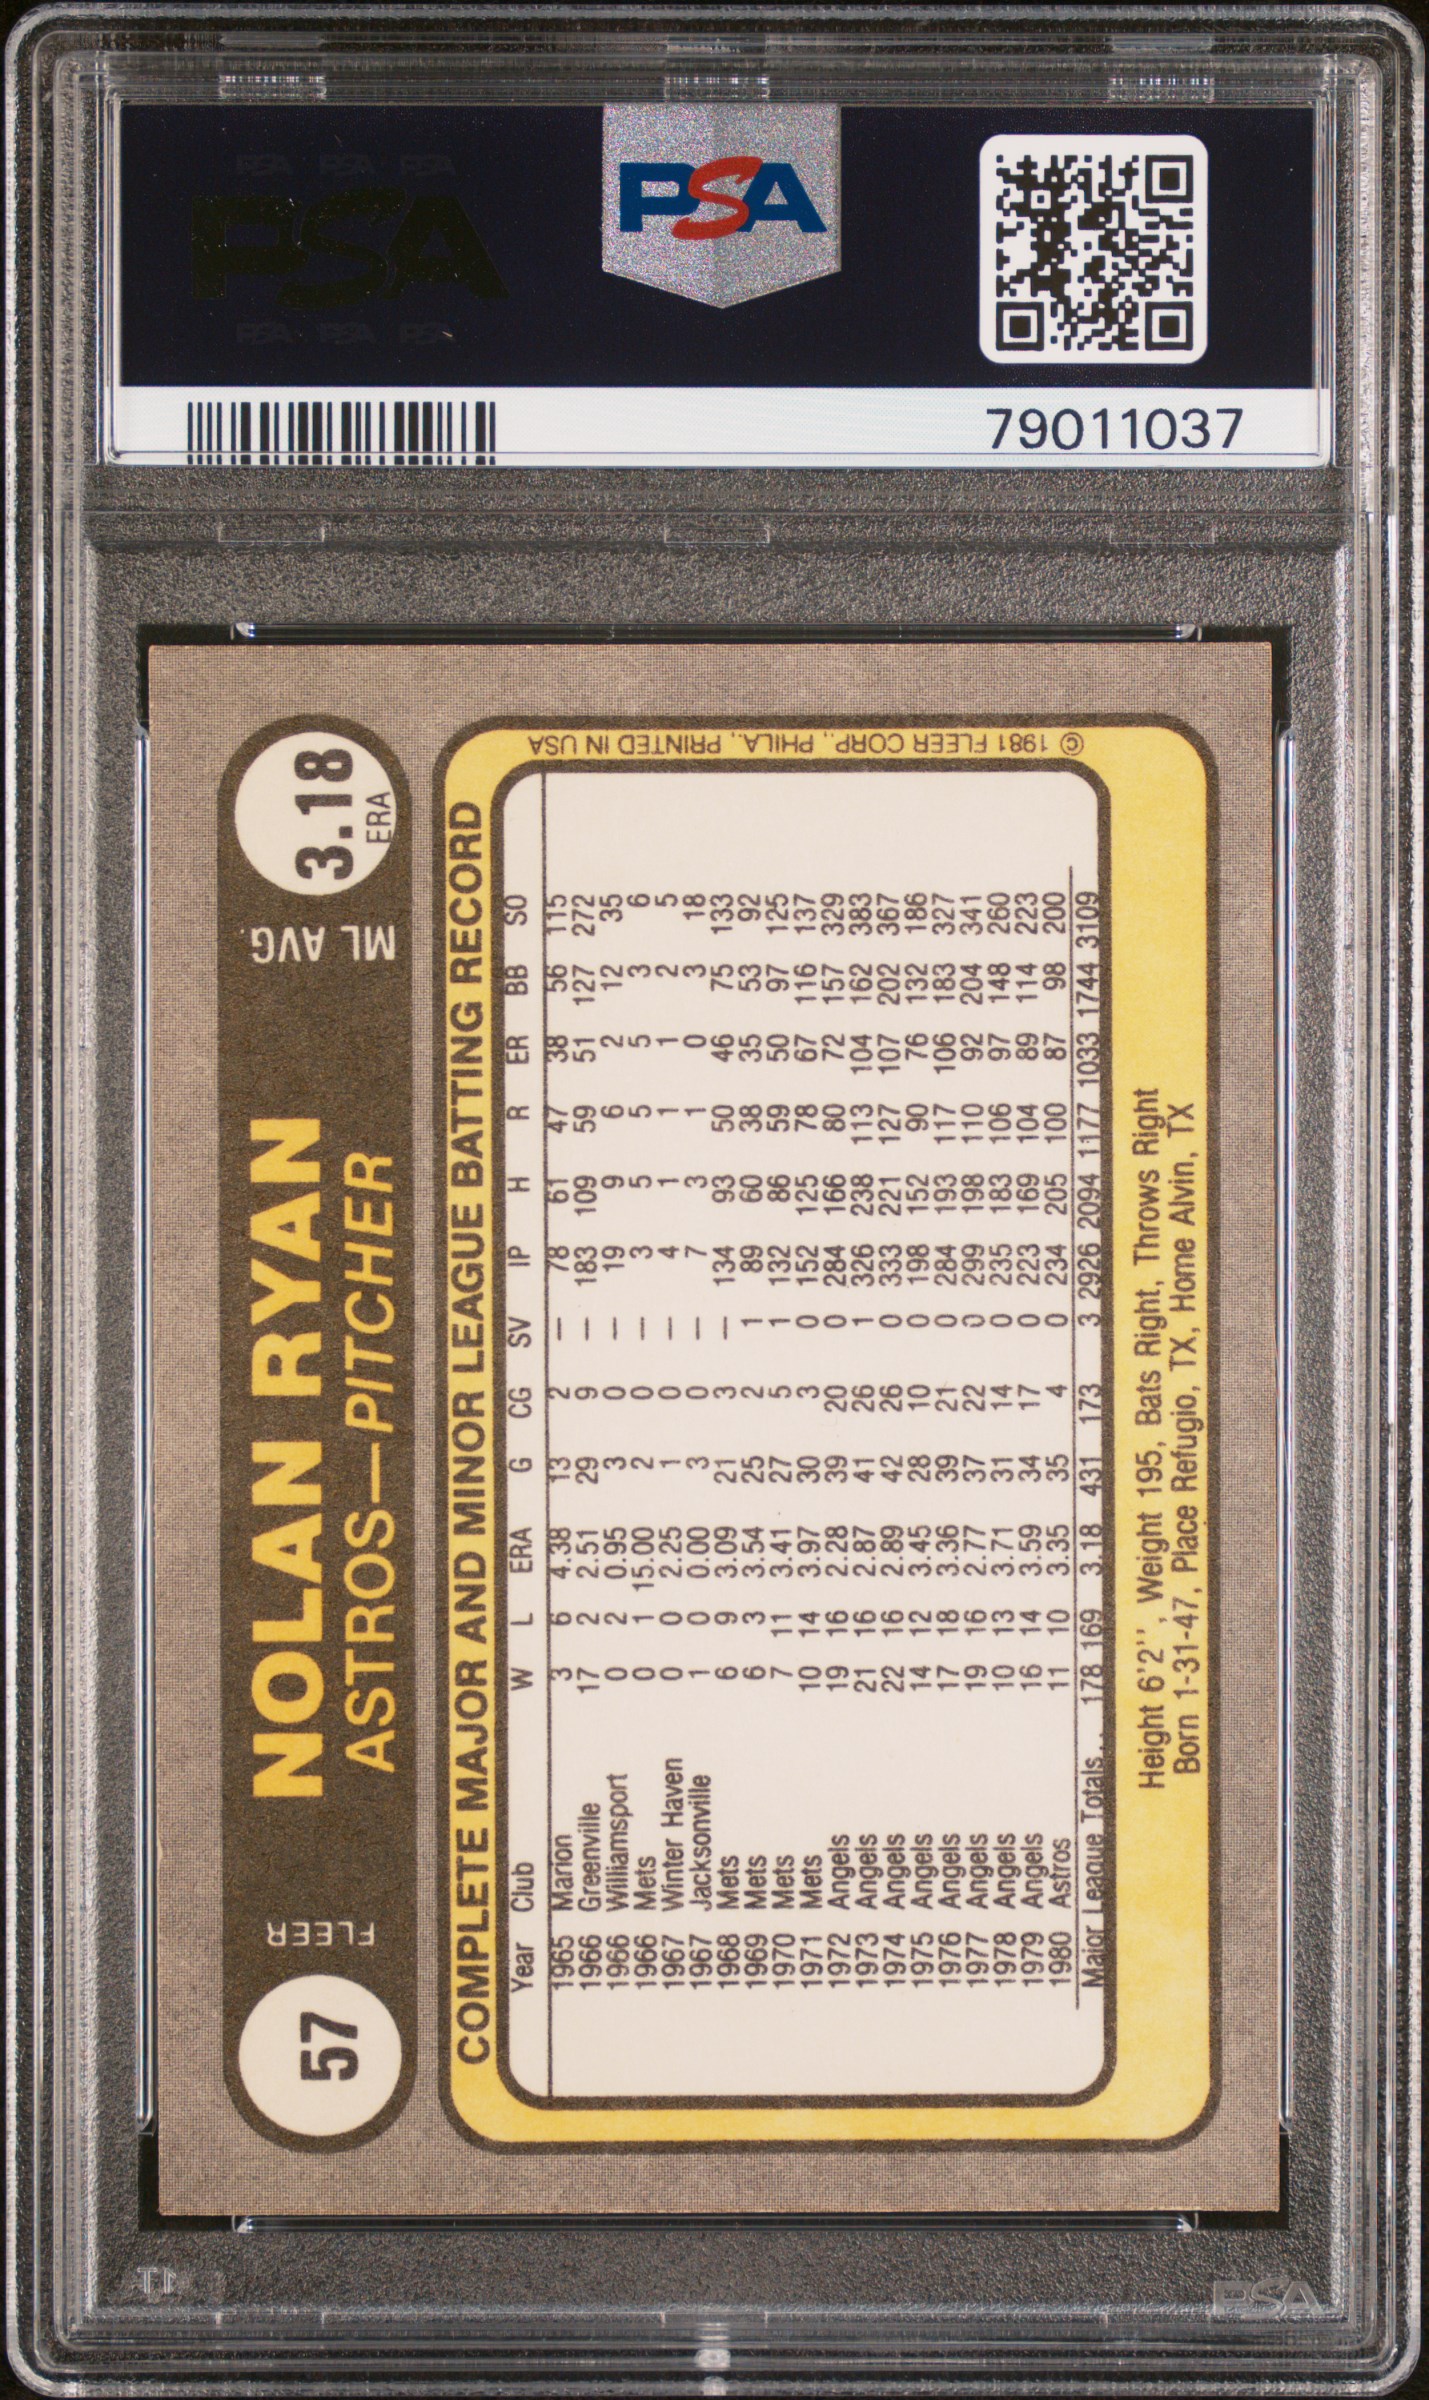 PSA PSA PSA
PSA
PSA PSA PSA
PSA
79011037
57
FLEER
NOLAN RYAN
ASTROS—PITCHER
ML AVG.
3.18
ERA
COMPLETE MAJOR AND MINOR LEAGUE BATTING RECORD
Year Club W L ERA G CG SV IP H R ER BB SO
1965 Marion 3 6 4.38 13 2 — 78 61 47 38 56 115
1966 Greenville 17 2 2.51 29 9 — 183 109 59 51 127 272
1966 Williamsport 0 2 0.95 3 0 — 19 9 6 2 12 35
1966 Mets 0 1 15.00 2 0 — 3 5 5 5 3 6
1967 Winter Haven 0 0 2.25 1 0 — 4 1 1 1 2 5
1967 Jacksonville 1 0 0.00 3 0 — 7 3 1 0 3 18
1968 Mets 6 9 3.09 21 3 — 134 93 50 46 75 133
1969 Mets 6 3 3.54 25 2 1 89 60 38 35 53 92
1970 Mets 7 11 3.41 27 5 1 132 86 59 50 97 125
1971 Mets 10 14 3.97 30 3 0 152 125 78 67 116 137
1972 Angels 19 16 2.28 39 20 0 284 166 80 72 157 329
1973 Angels 21 16 2.87 41 26 1 326 238 113 104 162 383
1974 Angels 22 16 2.89 42 26 0 333 221 127 107 202 367
1975 Angels 14 12 3.45 28 10 0 198 152 90 76 132 186
1976 Angels 17 18 3.36 39 21 0 284 193 117 106 183 327
1977 Angels 19 16 2.77 37 22 0 299 198 110 92 204 341
1978 Angels 10 13 3.71 31 14 0 235 183 106 97 148 260
1979 Angels 16 14 3.59 34 17 0 223 169 104 89 114 223
1980 Astros 11 10 3.35 35 4 0 234 205 100 87 98 200
Major League Totals... 178 169 3.18 431 173 3 2926 2094 1177 1033 1744 3109
Height 6'2'', Weight 195, Bats Right, Throws Right
Born 1-31-47, Place Refugio, TX, Home Alvin, TX
© 1981 FLEER CORP., PHILA., PRINTED IN USA
PSA